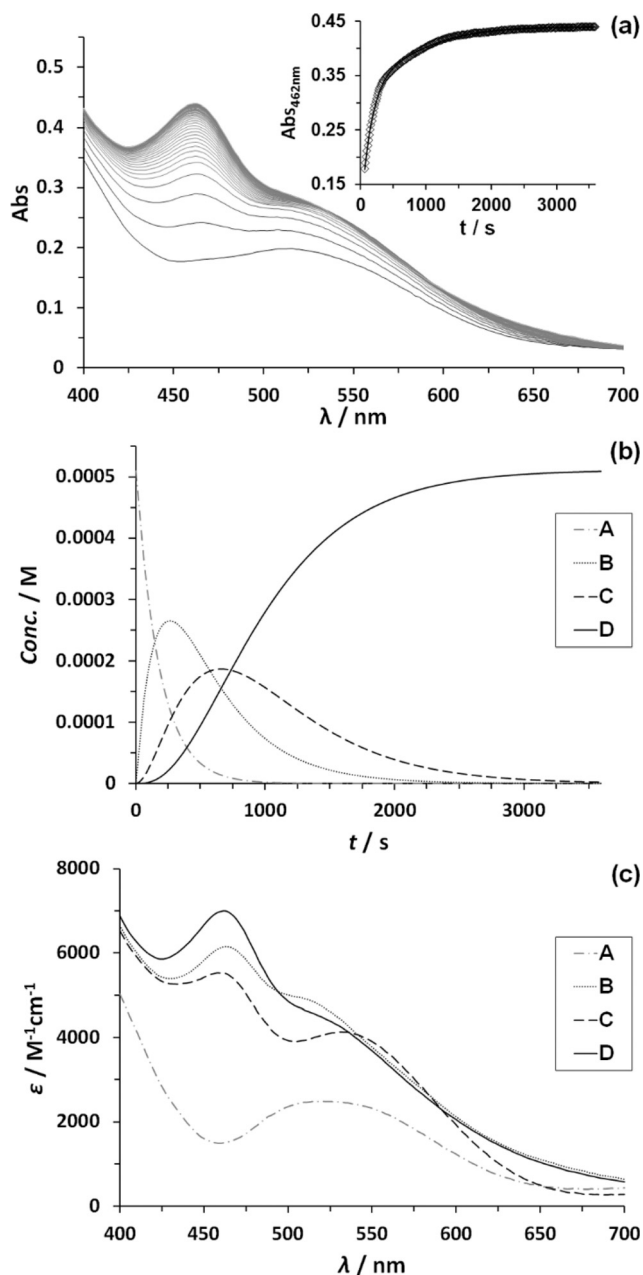 (a)
0.5
0.4
0.3
0.2
0.1
0
Abs
400 450 500 550 600 650 700
λ / nm
0.45
0.35
0.25
0.15
Abs462nm
0 1000 2000 3000
t / s
(b)
0.0005
0.0004
0.0003
0.0002
0.0001
0
Conc. / M
0 1000 2000 3000
t / s
A
B
C
D
(c)
8000
6000
4000
2000
0
ε / M-1cm-1
400 450 500 550 600 650 700
λ / nm
A
B
C
D